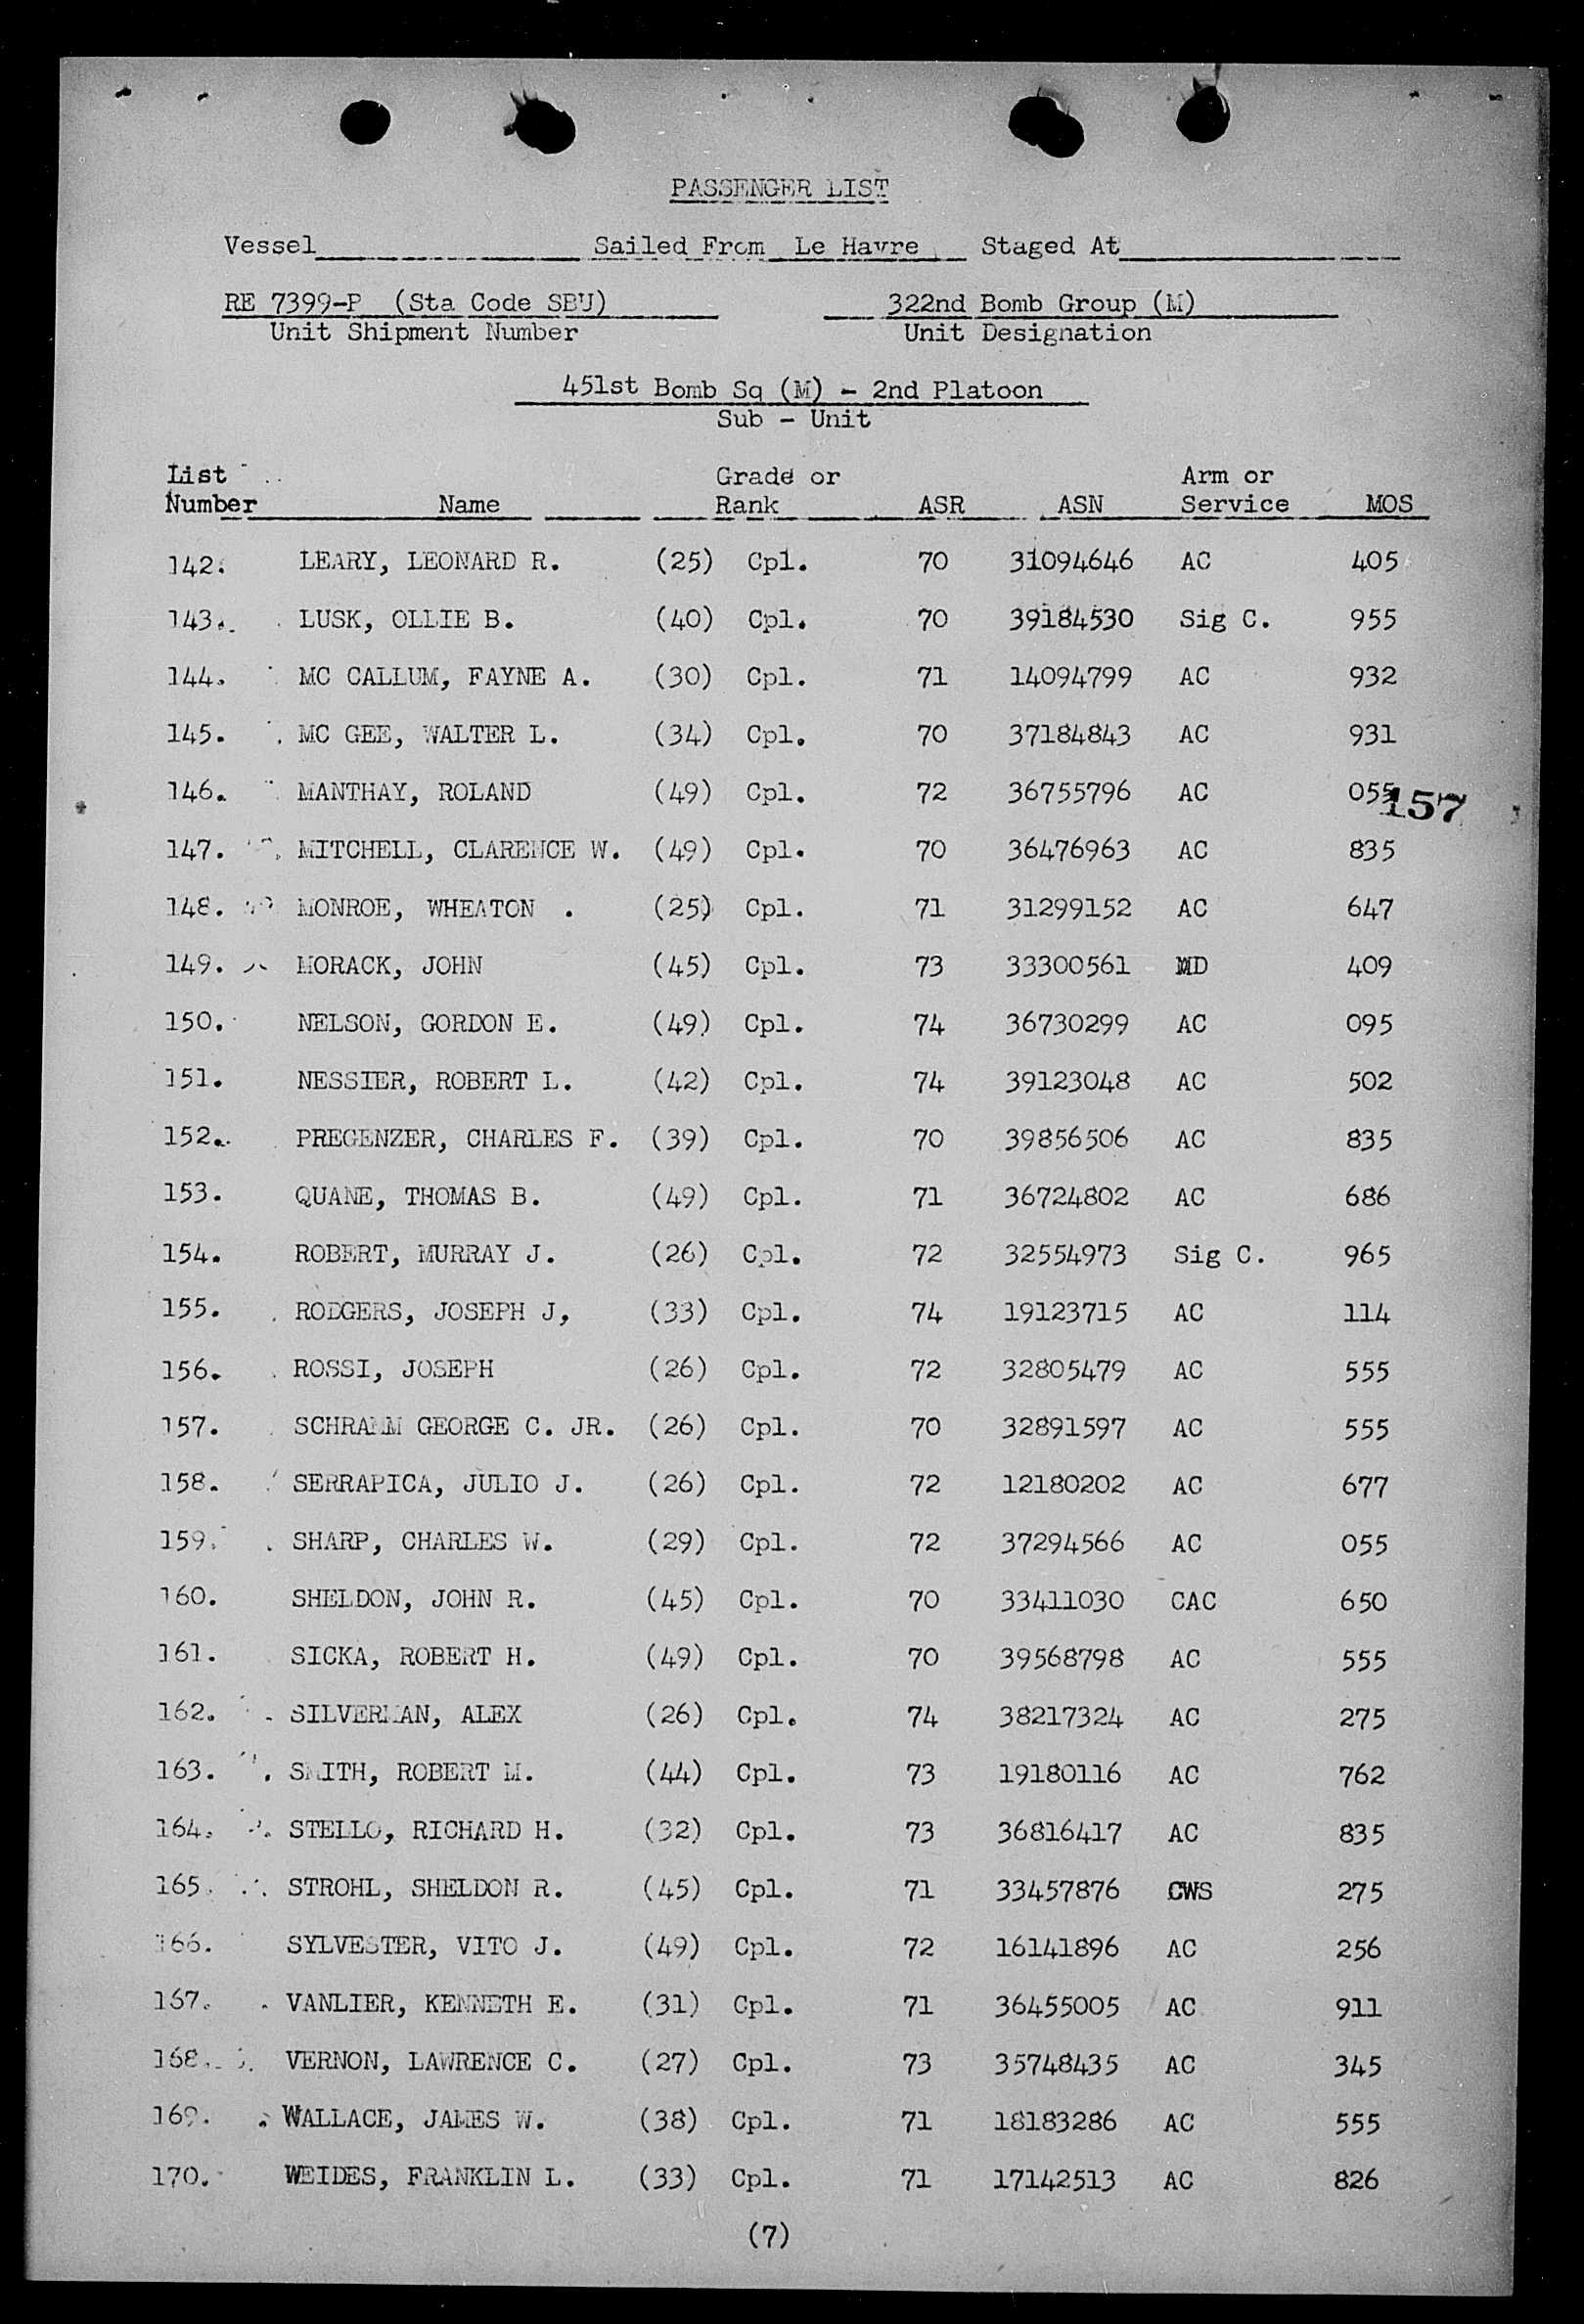 PASSENGER LIST
Vessel Sailed From Le Havre Staged At
RE 7399-P (Sta Code SBU) 322nd Bomb Group (M)
Unit Shipment Number Unit Designation
451st Bomb Sq (M) - 2nd Platoon
Sub - Unit
List Grade or Arm or
Number Name Rank ASR ASN Service MOS
142. LEARY, LEONARD R. (25) Cpl. 70 31094646 AC 405
143. LUSK, OLLIE B. (40) Cpl. 70 39184530 Sig C. 955
144. MC CALLUM, FAYNE A. (30) Cpl. 71 14094799 AC 932
145. MC GEE, WALTER L. (34) Cpl. 70 37184843 AC 931
146. MANTHAY, ROLAND (49) Cpl. 72 36755796 AC 055
157
147. MITCHELL, CLARENCE W. (49) Cpl. 70 36476963 AC 835
148. MONROE, WHEATON . (25) Cpl. 71 31299152 AC 647
149. MORACK, JOHN (45) Cpl. 73 33300561 MD 409
150. NELSON, GORDON E. (49) Cpl. 74 36730299 AC 095
151. NESSIER, ROBERT L. (42) Cpl. 74 39123048 AC 502
152. PREGENZER, CHARLES F. (39) Cpl. 70 39856506 AC 835
153. QUANE, THOMAS B. (49) Cpl. 71 36724802 AC 686
154. ROBERT, MURRAY J. (26) Cpl. 72 32554973 Sig C. 965
155. RODGERS, JOSEPH J, (33) Cpl. 74 19123715 AC 114
156. ROSSI, JOSEPH (26) Cpl. 72 32805479 AC 555
157. SCHRAMM GEORGE C. JR. (26) Cpl. 70 32891597 AC 555
158. SERRAPICA, JULIO J. (26) Cpl. 72 12180202 AC 677
159. SHARP, CHARLES W. (29) Cpl. 72 37294566 AC 055
160. SHELDON, JOHN R. (45) Cpl. 70 33411030 CAC 650
161. SICKA, ROBERT H. (49) Cpl. 70 39568798 AC 555
162. SILVERMAN, ALEX (26) Cpl. 74 38217324 AC 275
163. SMITH, ROBERT M. (44) Cpl. 73 19180116 AC 762
164. STELLO, RICHARD H. (32) Cpl. 73 36816417 AC 835
165. STROHL, SHELDON R. (45) Cpl. 71 33457876 CWS 275
166. SYLVESTER, VITO J. (49) Cpl. 72 16141896 AC 256
167. VANLIER, KENNETH E. (31) Cpl. 71 36455005 AC 911
168. VERNON, LAWRENCE C. (27) Cpl. 73 35748435 AC 345
169. WALLACE, JAMES W. (38) Cpl. 71 18183286 AC 555
170. WEIDES, FRANKLIN L. (33) Cpl. 71 17142513 AC 826
(7)